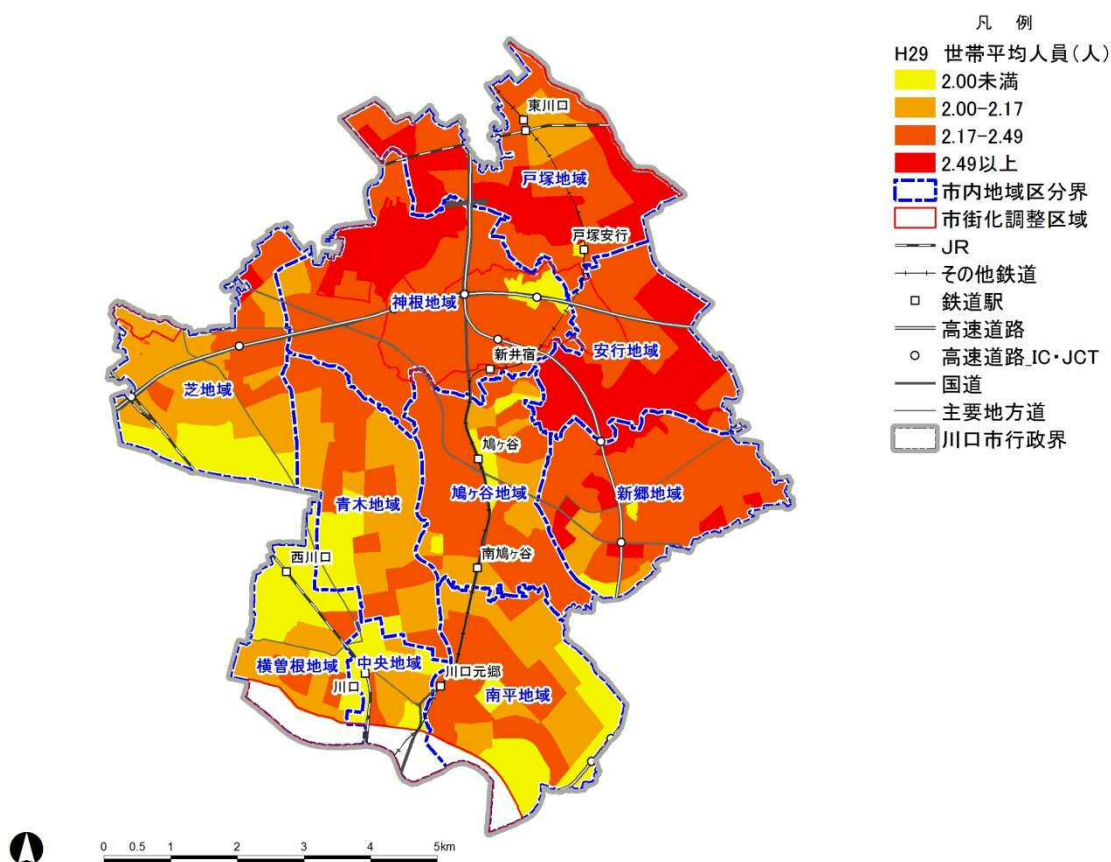 凡 例
H29 世帯平均人員(人)
2.00未満
2.00-2.17
2.17-2.49
2.49以上
市内地域区分界
市街化調整区域
JR
その他鉄道
鉄道駅
高速道路
高速道路_IC・JCT
国道
主要地方道
川口市行政界
東川口
戸塚地域
戸塚安行
神根地域
新井宿
安行地域
芝地域
鳩ヶ谷
青木地域
鳩ヶ谷地域
新郷地域
西川口
南鳩ヶ谷
横曽根地域
中央地域
川口
川口元郷
南平地域
0 0.5 1 2 3 4 5km